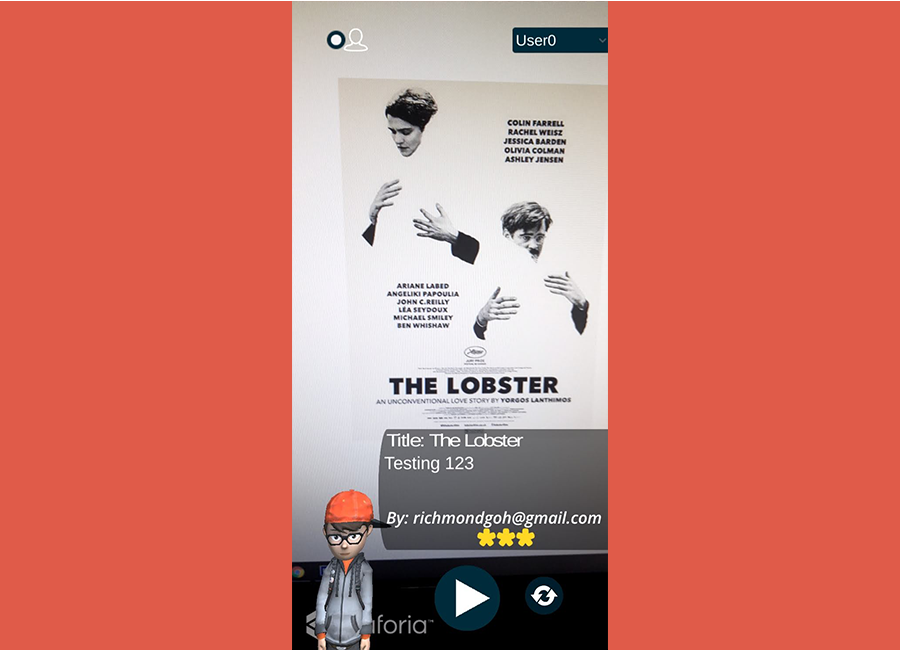 User0
COLIN FARRELL
RACHEL WEISZ
JESSICA BARDEN
OLIVIA COLMAN
ASHLEY JENSEN
ARIANE LABED
ANGELIKI PAPOULIA
JOHN C.REILLY
LÉA SEYDOUX
MICHAEL SMILEY
BEN WHISHAW
THE LOBSTER
AN UNCONVENTIONAL LOVE STORY BY YORGOS LANTHIMOS
Title: The Lobster
Testing 123
By: richmondgoh@gmail.com